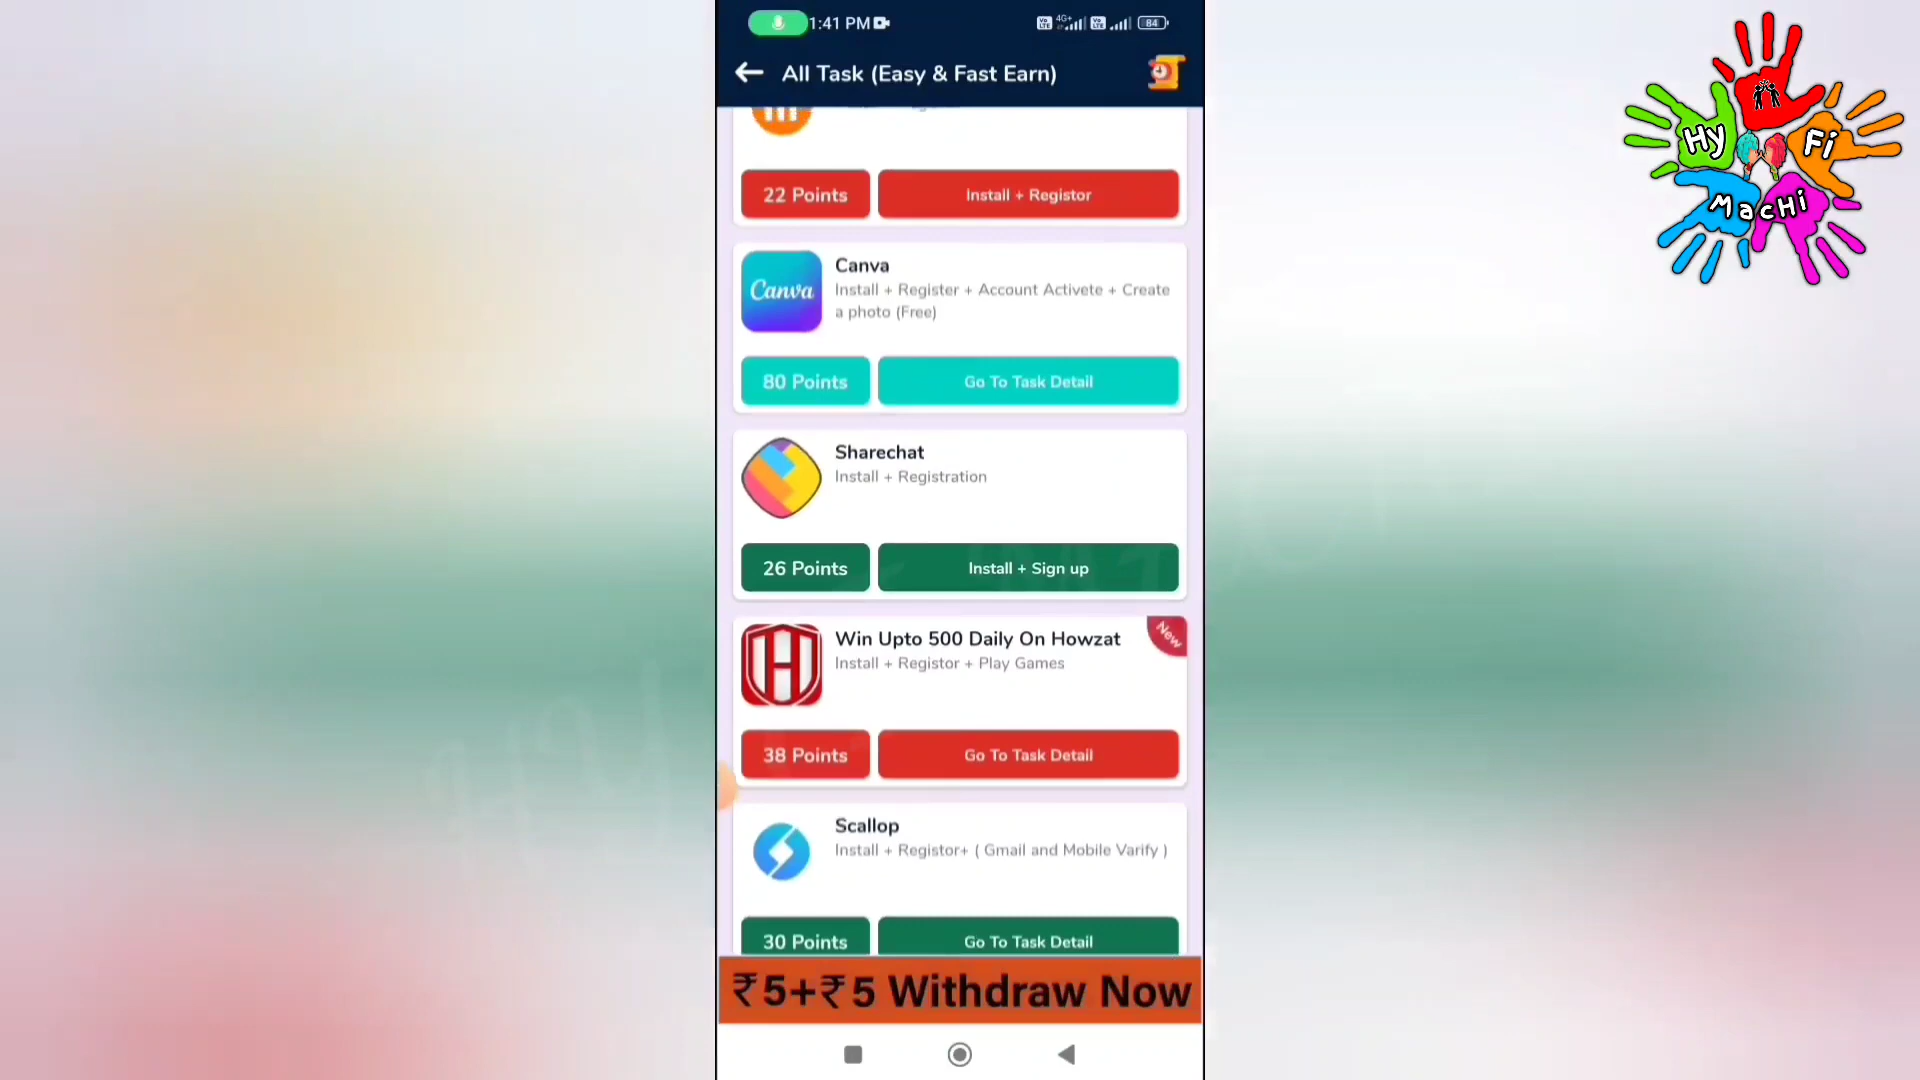 1:41 PM
4G+
84
All Task (Easy & Fast Earn)
22 Points
Install + Registor
Canva
Canva
Install + Register + Account Activete + Create
a photo (Free)
80 Points
Go To Task Detail
Sharechat
Install + Registration
26 Points
Install + Sign up
Win Upto 500 Daily On Howzat
New
Install + Registor + Play Games
38 Points
Go To Task Detail
Scallop
Install + Registor+ ( Gmail and Mobile Varify )
30 Points
Go To Task Detail
₹5+₹5 Withdraw Now
Hy
Fi
MacHi